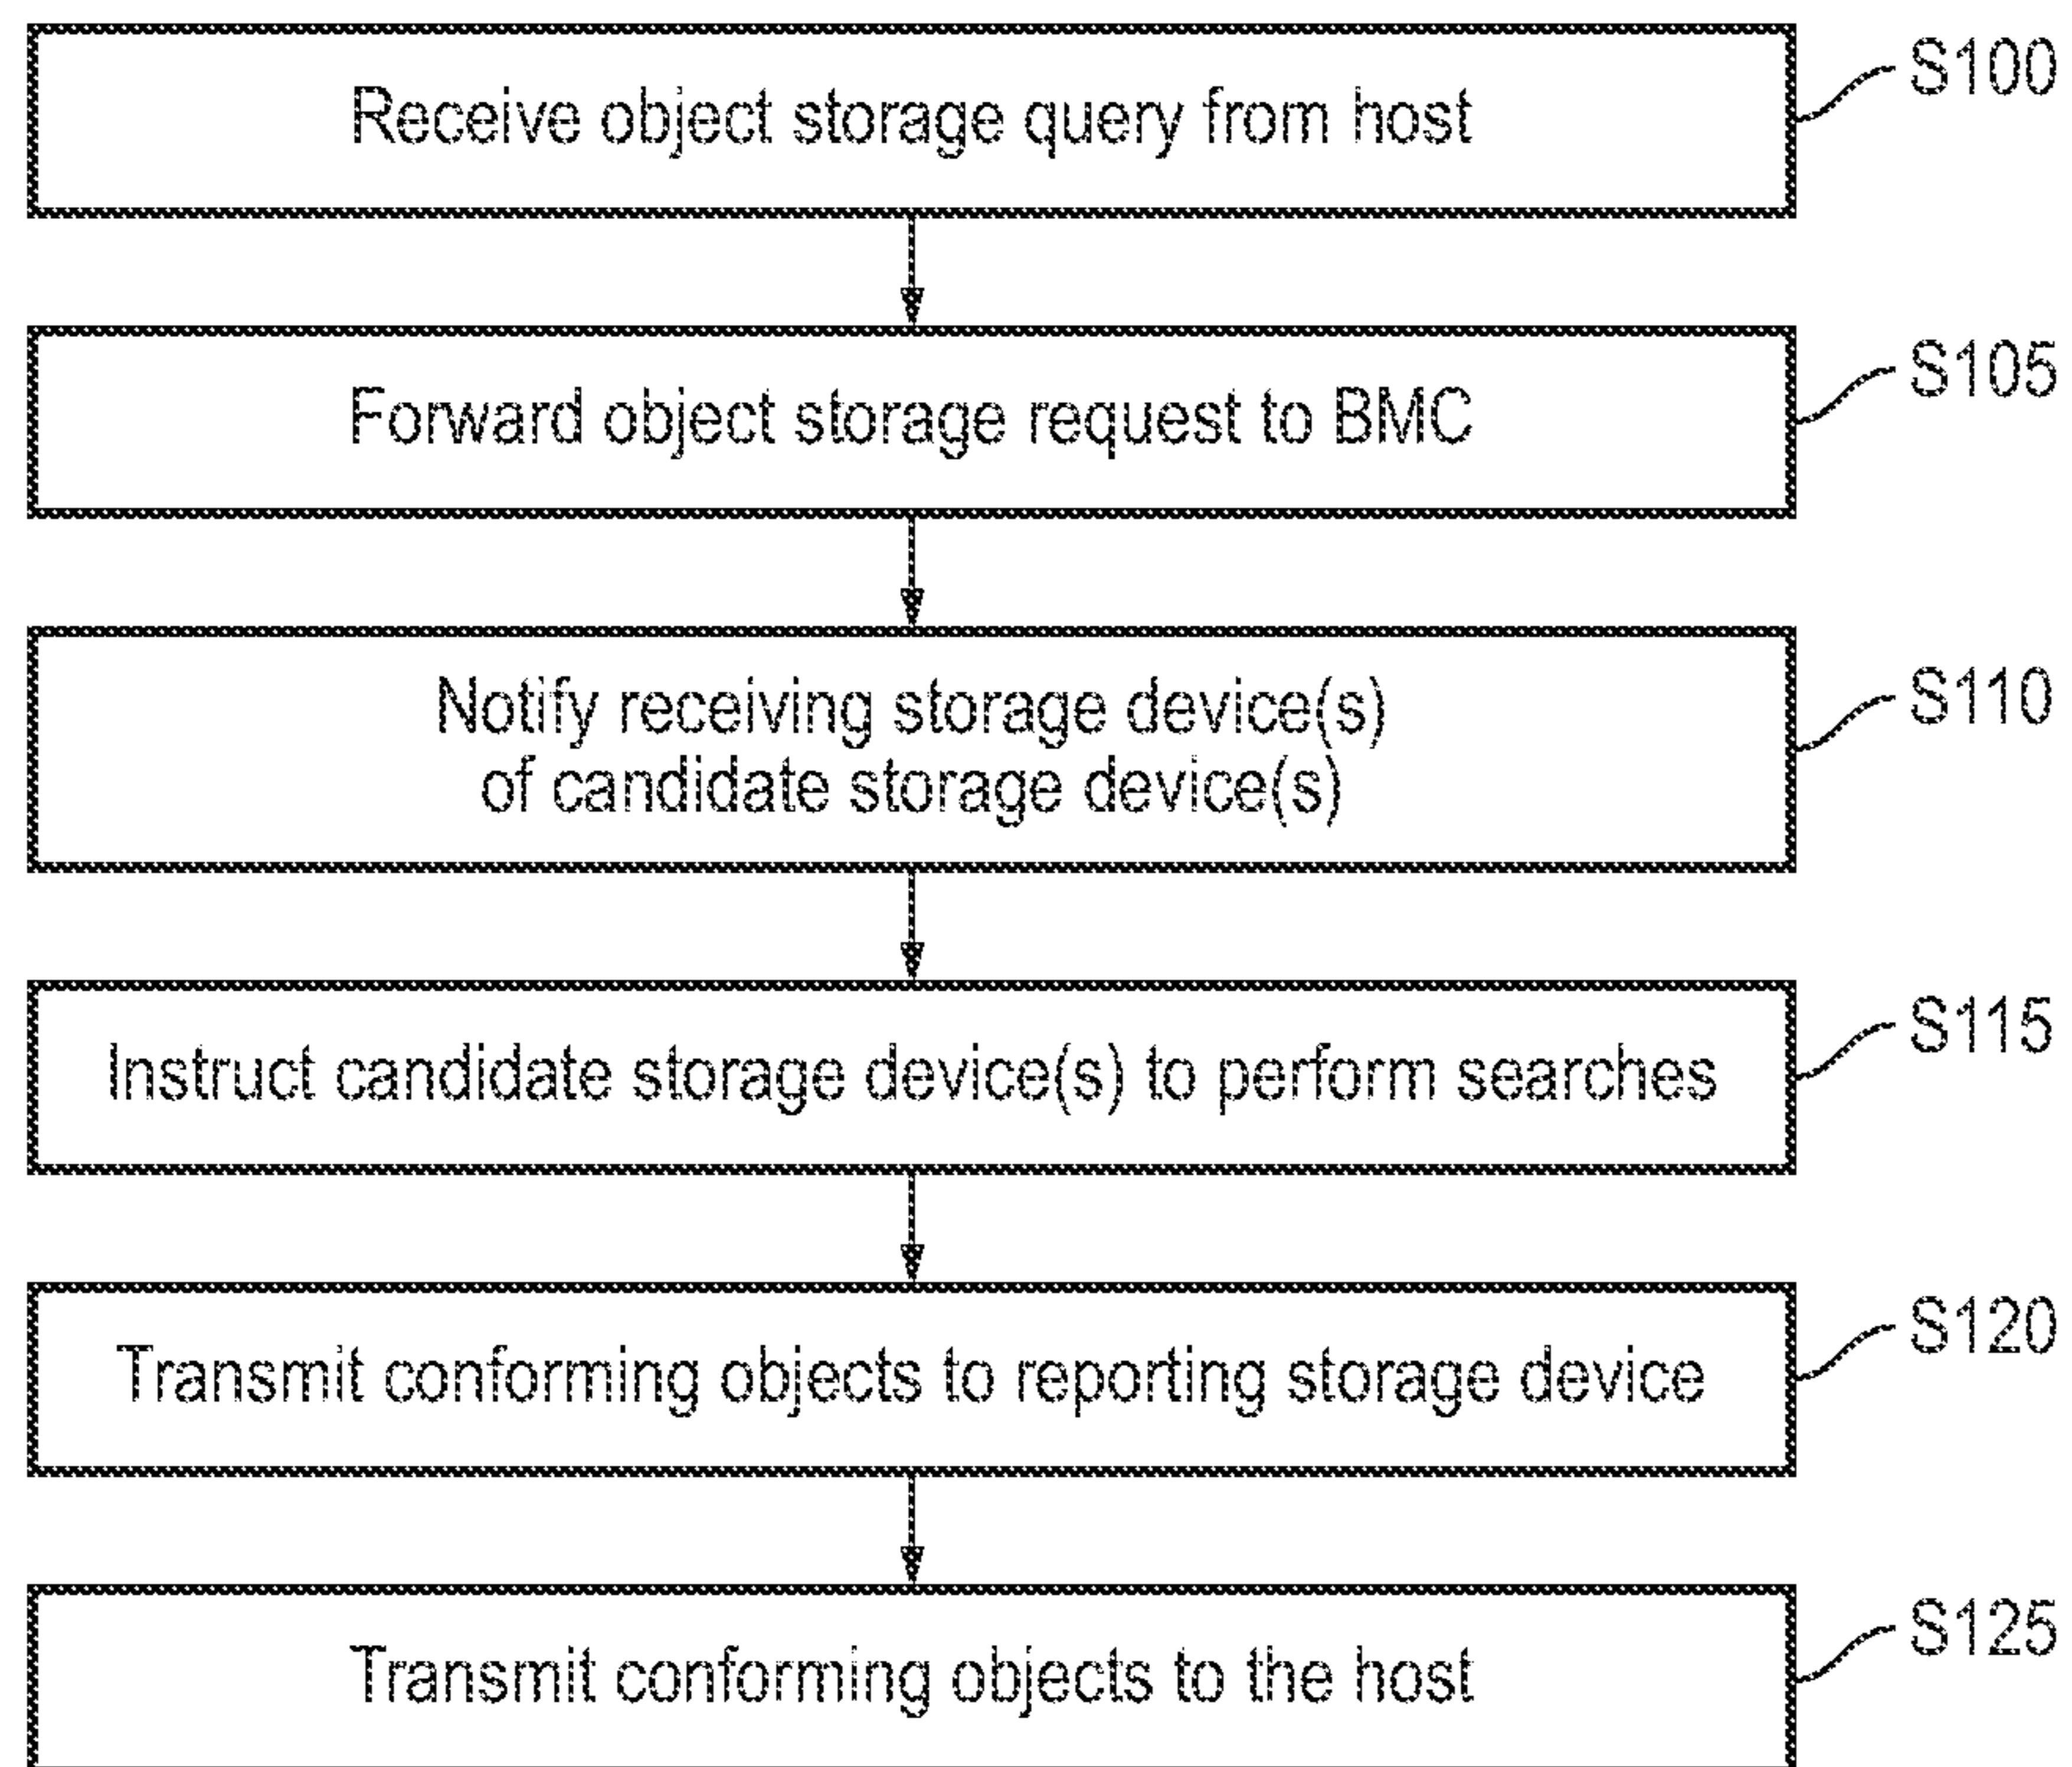 Receive object storage query from host
S100
Forward object storage request to BMC
S105
Notify receiving storage device(s)
of candidate storage device(s)
S110
Instruct candidate storage device(s) to perform searches
S115
Transmit conforming objects to reporting storage device
S120
Transmit conforming objects to the host
S125